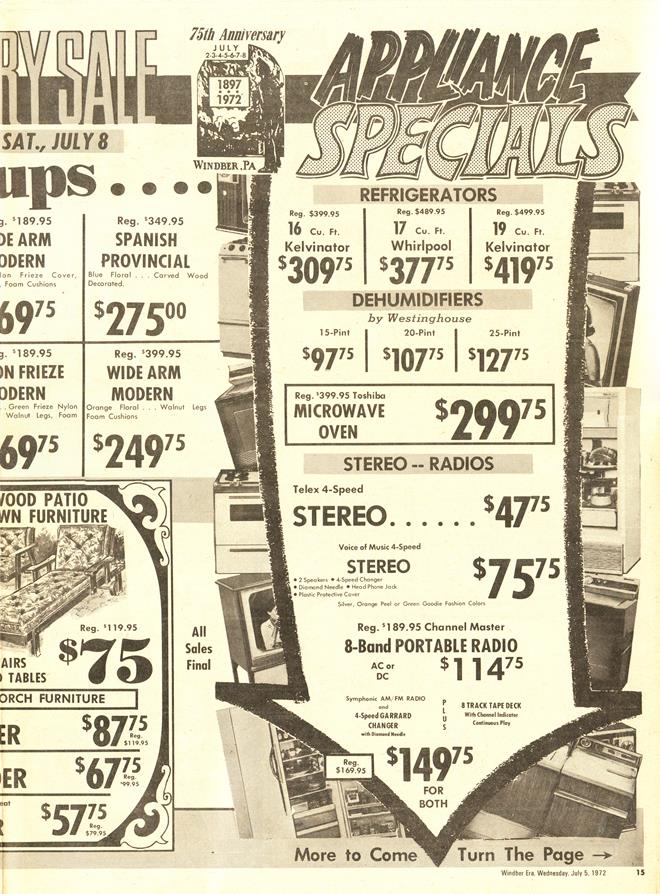 RY SALE
SAT., JULY 8
ups . . . .
75th Anniversary
JULY
2-3-4-5-6-7-8
1897
1972
WINDBER, PA
g. $189.95
DE ARM
ODERN
lon Frieze Cover,
, Foam Cushions
69 75
Reg. $349.95
SPANISH
PROVINCIAL
Blue Floral . . . Carved Wood
Decorated.
$275 00
g. $189.95
ON FRIEZE
ODERN
. . Green Frieze Nylon
Walnut Legs, Foam
69 75
Reg. $399.95
WIDE ARM
MODERN
Orange Floral . . . Walnut Legs
Foam Cushions
$249 75
WOOD PATIO
WN FURNITURE
Reg. $119.95
$75
AIRS
D TABLES
ORCH FURNITURE
ER
$87 75
Reg.
$119.95
DER
$67 75
Reg.
$99.95
eat
R
$57 75
Reg.
$79.95
All
Sales
Final
APPLIANCE
SPECIALS
REFRIGERATORS
Reg. $399.95
16 Cu. Ft.
Kelvinator
$309 75
Reg. $489.95
17 Cu. Ft.
Whirlpool
$377 75
Reg. $499.95
19 Cu. Ft.
Kelvinator
$419 75
DEHUMIDIFIERS
by Westinghouse
15-Pint
$97 75
20-Pint
$107 75
25-Pint
$127 75
Reg. $399.95 Toshiba
MICROWAVE
OVEN
$299 75
STEREO -- RADIOS
Telex 4-Speed
STEREO. . . . . . $47 75
Voice of Music 4-Speed
STEREO
• 2 Speakers • 4-Speed Changer
• Diamond Needle • Head Phone Jack
• Plastic Protective Cover
$75 75
Silver, Orange Peel or Green Goodie Fashion Colors
Reg. $189.95 Channel Master
8-Band PORTABLE RADIO
AC or
DC
$114 75
Symphonic AM/FM RADIO
and
4-Speed GARRARD
CHANGER
with Diamond Needle
PLUS
8 TRACK TAPE DECK
With Channel Indicator
Continuous Play
Reg.
$169.95
$149 75
FOR
BOTH
More to Come Turn The Page →
Windber Era, Wednesday, July 5, 1972 15